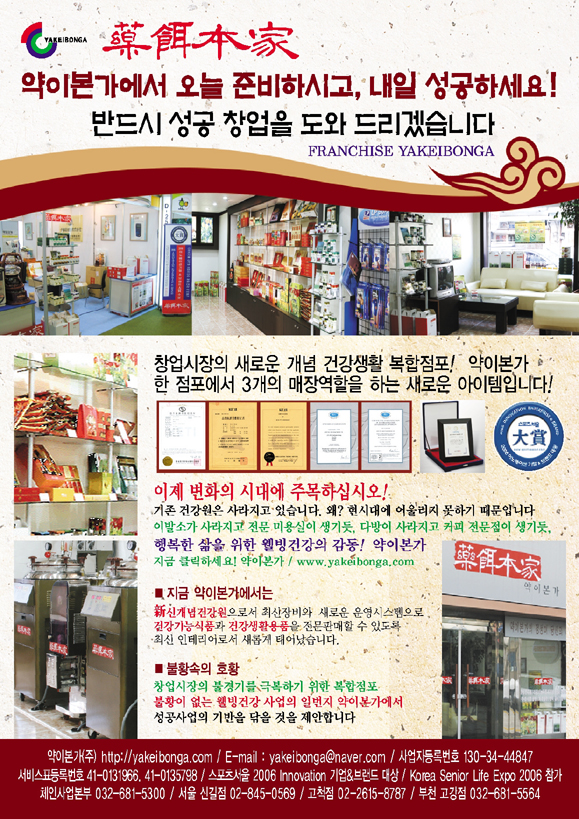 YAKEIBONGA 藥餌本家
약이본가에서 오늘 준비하시고, 내일 성공하세요!
반드시 성공 창업을 도와 드리겠습니다
FRANCHISE YAKEIBONGA
藥餌本家
藥餌本家
창업시장의 새로운 개념 건강생활 복합점포! 약이본가
한 점포에서 3개의 매장역할을 하는 새로운 아이템입니다!
스포츠서울
大賞
이제 변화의 시대에 주목하십시오!
기존 건강원은 사라지고 있습니다. 왜? 현시대에 어울리지 못하기 때문입니다
이발소가 사라지고 전문 미용실이 생기듯, 다방이 사라지고 커피 전문점이 생기듯,
행복한 삶을 위한 웰빙건강의 감동! 약이본가
지금 클릭하세요! 약이본가 / www.yakeibonga.com
藥餌本家
약이본가
■ 지금 약이본가에서는
新신개념건강원으로서 최신장비와 새로운 운영시스템으로
건강기능식품과 건강생활용품을 전문판매할 수 있도록
최신 인테리어로서 새롭게 태어났습니다.
■ 불황속의 호황
창업시장의 불경기를 극복하기 위한 복합점포
불황이 없는 웰빙건강 사업의 일번지 약이본가에서
성공사업의 기반을 닦을 것을 제안합니다
약이본가(주) http://yakeibonga.com / E-mail : yakeibonga@naver.com / 사업자등록번호 130-34-44847
서비스표등록번호 41-0131966, 41-0135798 / 스포츠서울 2006 Innovation 기업&브랜드 대상 / Korea Senior Life Expo 2006 참가
체인사업본부 032-681-5300 / 서울 신길점 02-845-0569 / 고척점 02-2615-8787 / 부천 고강점 032-681-5564